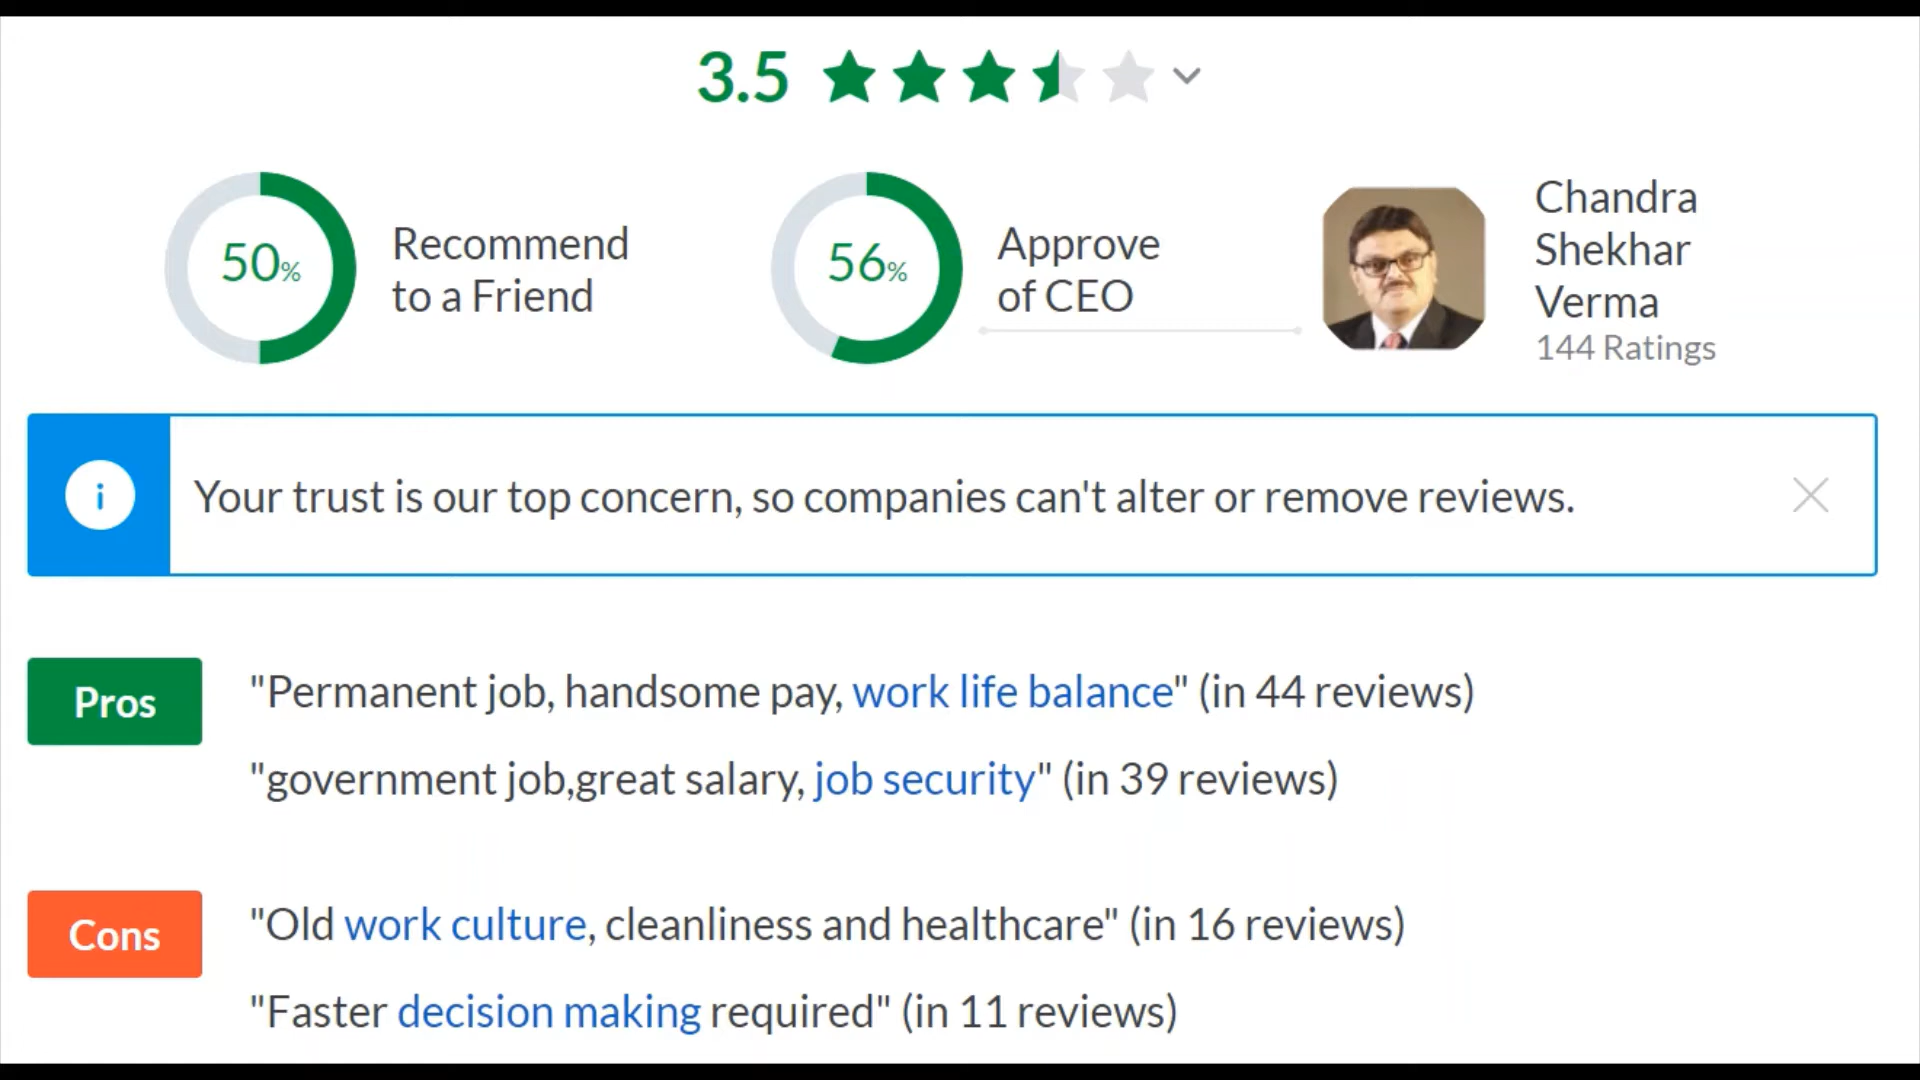 3.5
50%
Recommend
to a Friend
56%
Approve
of CEO
Chandra
Shekhar
Verma
144 Ratings
i
Your trust is our top concern, so companies can't alter or remove reviews.
Pros
"Permanent job, handsome pay, work life balance" (in 44 reviews)
"government job,great salary, job security" (in 39 reviews)
Cons
"Old work culture, cleanliness and healthcare" (in 16 reviews)
"Faster decision making required" (in 11 reviews)